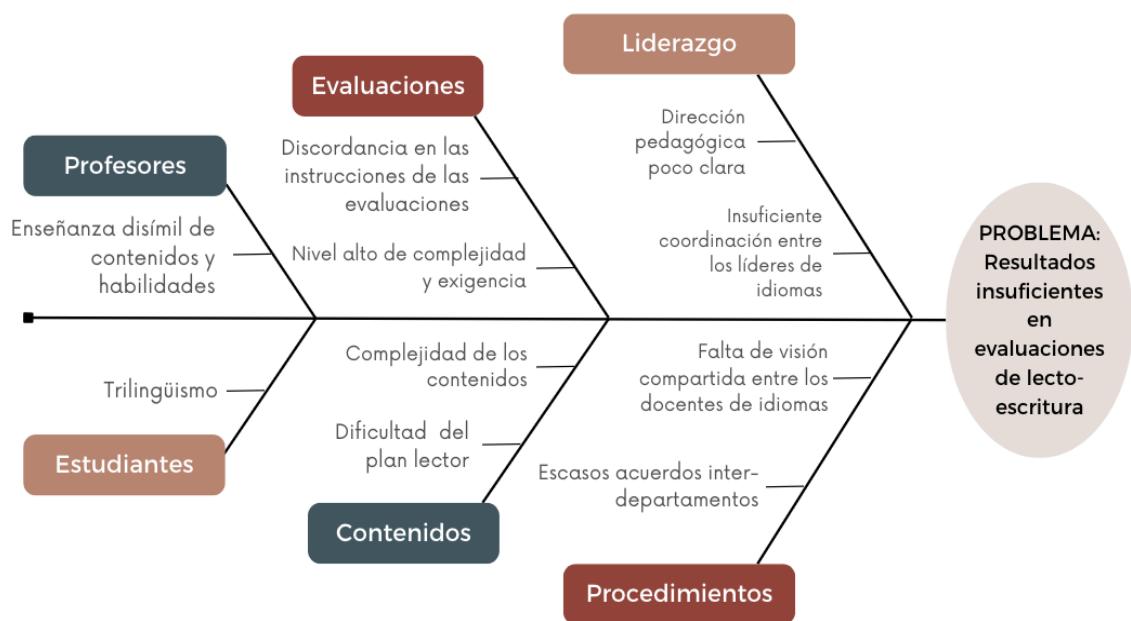 Liderazgo
Dirección
pedagógica
poco clara
Insuficiente
coordinación entre
los líderes de
idiomas
Evaluaciones
Discordancia en las
instrucciones de las
evaluaciones
Nivel alto de complejidad
y exigencia
Profesores
Enseñanza disímil de
contenidos y
habilidades
PROBLEMA:
Resultados
insuficientes
en
evaluaciones
de lecto-
escritura
Trilingüismo
Estudiantes
Complejidad de los
contenidos
Dificultad del
plan lector
Contenidos
Falta de visión
compartida entre los
docentes de idiomas
Escasos acuerdos inter-
departamentos
Procedimientos